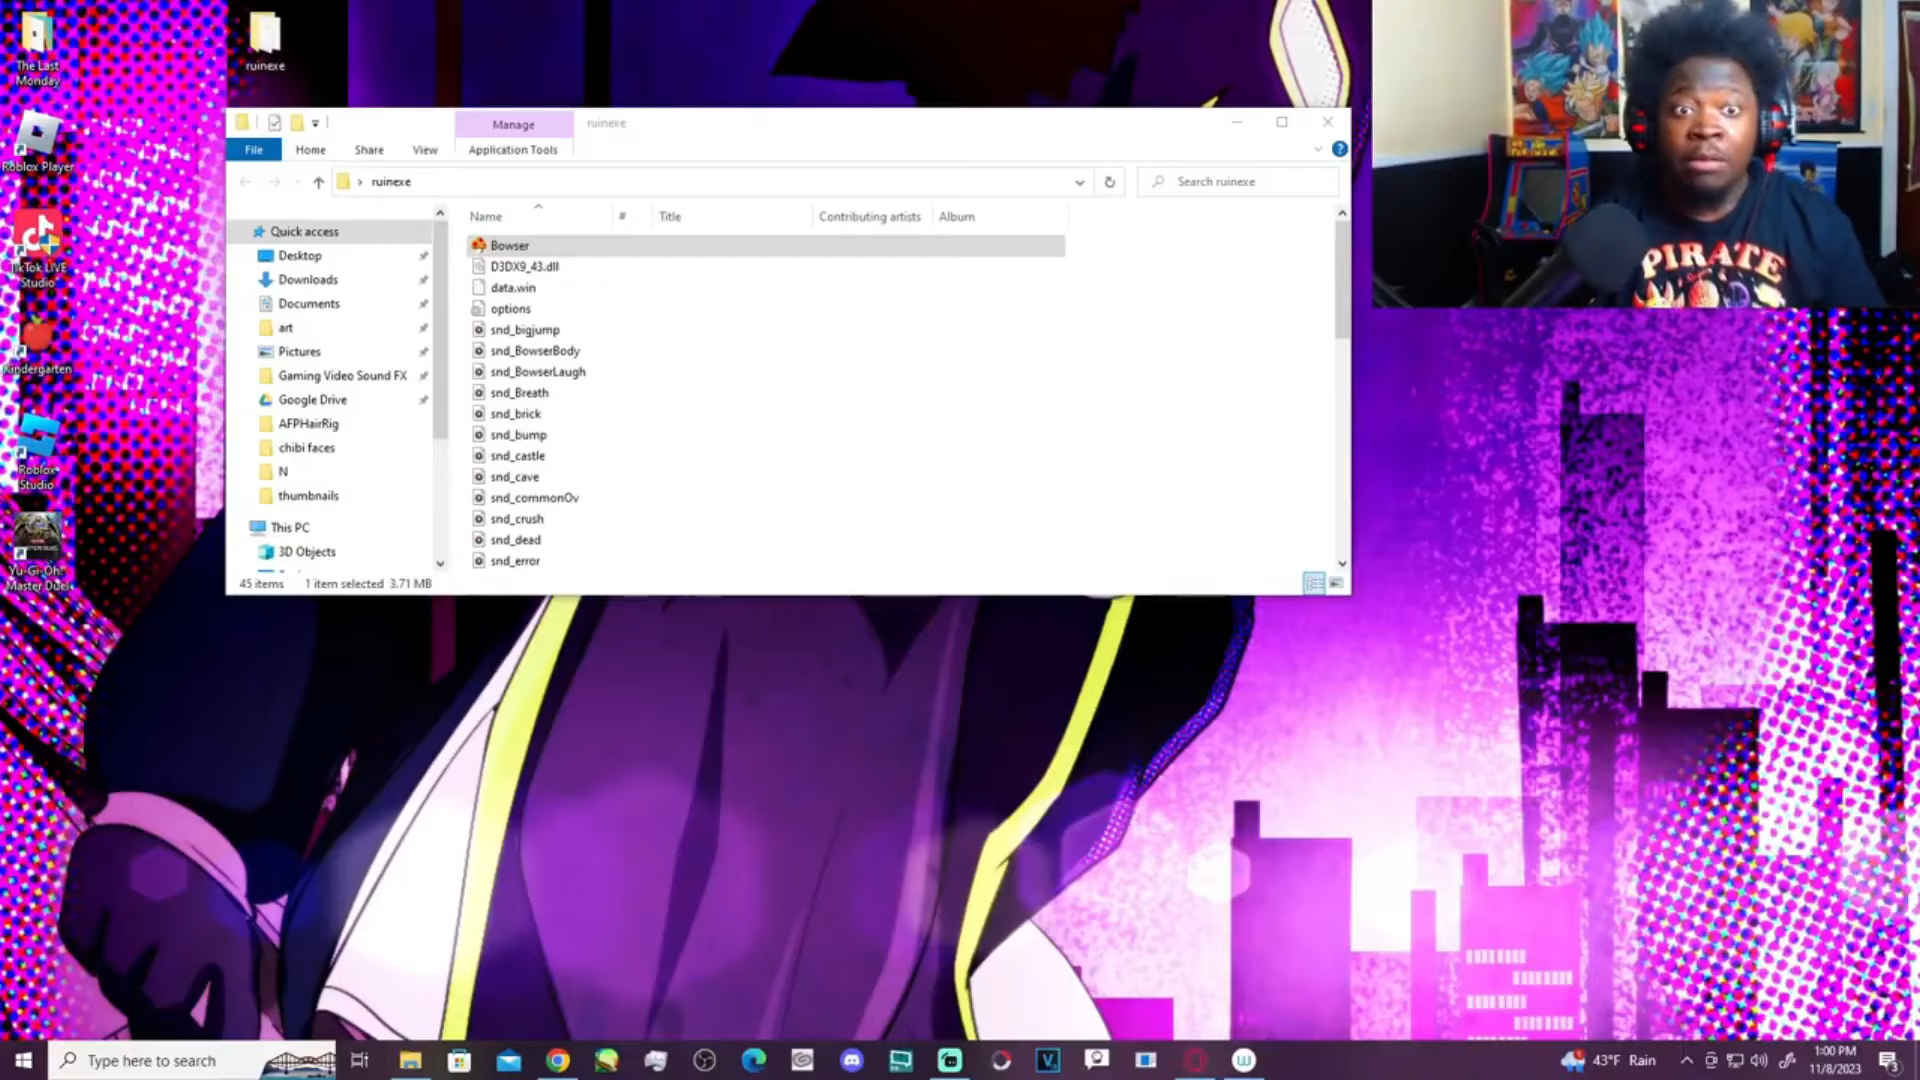 The Last
Monday
ruinexe
Roblox Player
TikTok LIVE
Studio
Kindergarten
Roblox
Studio
Yu-Gi-Oh!
Master Duel
Manage
ruinexe
File
Home
Share
View
Application Tools
ruinexe
Search ruinexe
Name
#
Title
Contributing artists
Album
Quick access
Desktop
Downloads
Documents
art
Pictures
Gaming Video Sound FX
Google Drive
AFPHairRig
chibi faces
N
thumbnails
This PC
3D Objects
Bowser
D3DX9_43.dll
data.win
options
snd_bigjump
snd_BowserBody
snd_BowserLaugh
snd_Breath
snd_brick
snd_bump
snd_castle
snd_cave
snd_commonOv
snd_crush
snd_dead
snd_error
45 items
1 item selected 3.71 MB
PIRATE
Type here to search
43°F Rain
1:00 PM
11/8/2023
3